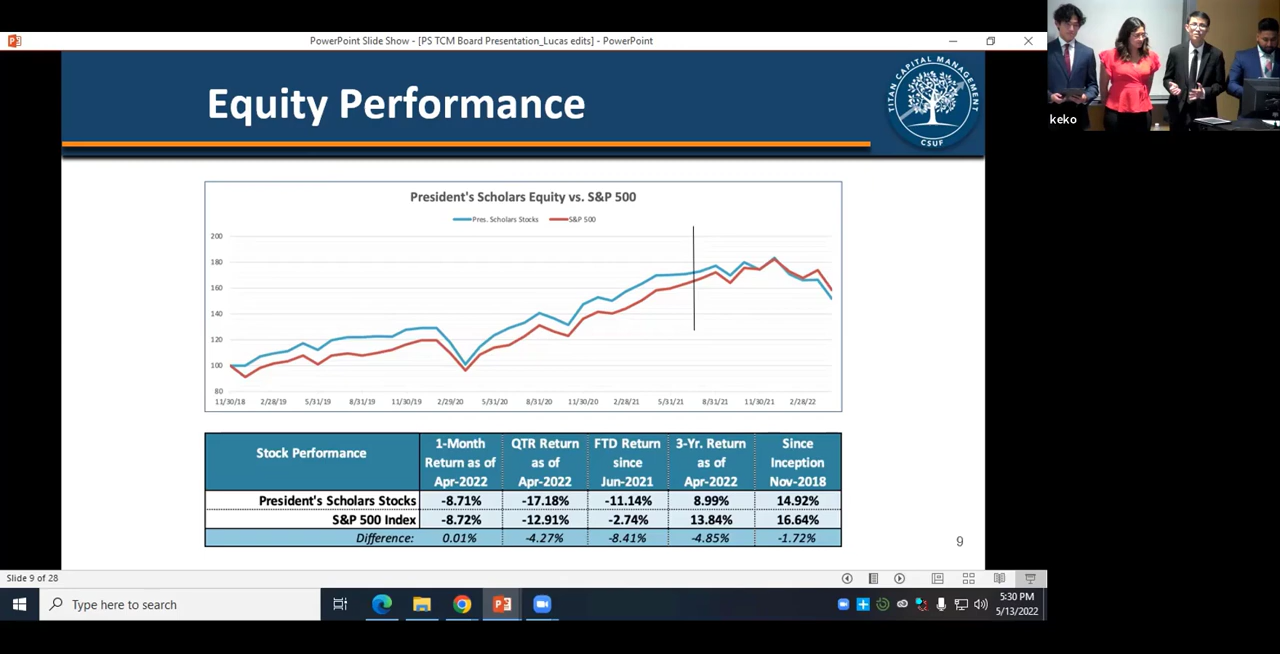 PowerPoint Slide Show - [PS TCM Board Presentation_Lucas edits] - PowerPoint
Equity Performance
TITAN CAPITAL MANAGEMENT
CSUF
keko
President's Scholars Equity vs. S&P 500
Pres. Scholars Stocks S&P 500
200
180
160
140
120
100
80
11/30/18 2/28/19 5/31/19 8/31/19 11/30/19 2/29/20 5/31/20 8/31/20 11/30/20 2/28/21 5/31/21 8/31/21 11/30/21 2/28/22
Stock Performance
1-Month
Return as of
Apr-2022
QTR Return
as of
Apr-2022
FTD Return
since
Jun-2021
3-Yr. Return
as of
Apr-2022
Since
Inception
Nov-2018
President's Scholars Stocks -8.71% -17.18% -11.14% 8.99% 14.92%
S&P 500 Index -8.72% -12.91% -2.74% 13.84% 16.64%
Difference: 0.01% -4.27% -8.41% -4.85% -1.72%
9
Slide 9 of 28
Type here to search
5:30 PM
5/13/2022